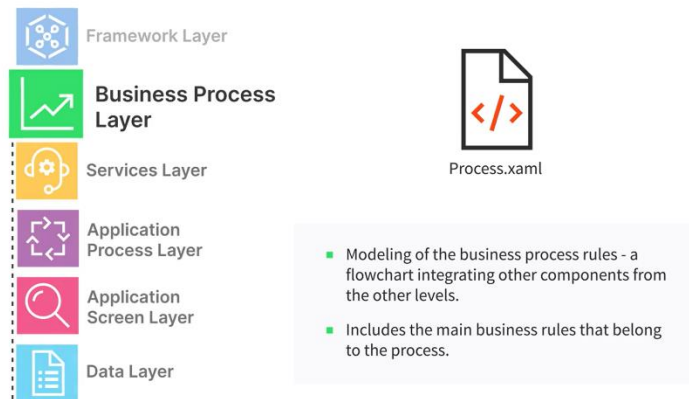 Framework Layer
Business Process
Layer
Services Layer
Application
Process Layer
Application
Screen Layer
Data Layer
</>
Process.xaml
Modeling of the business process rules - a
flowchart integrating other components from
the other levels.
Includes the main business rules that belong
to the process.